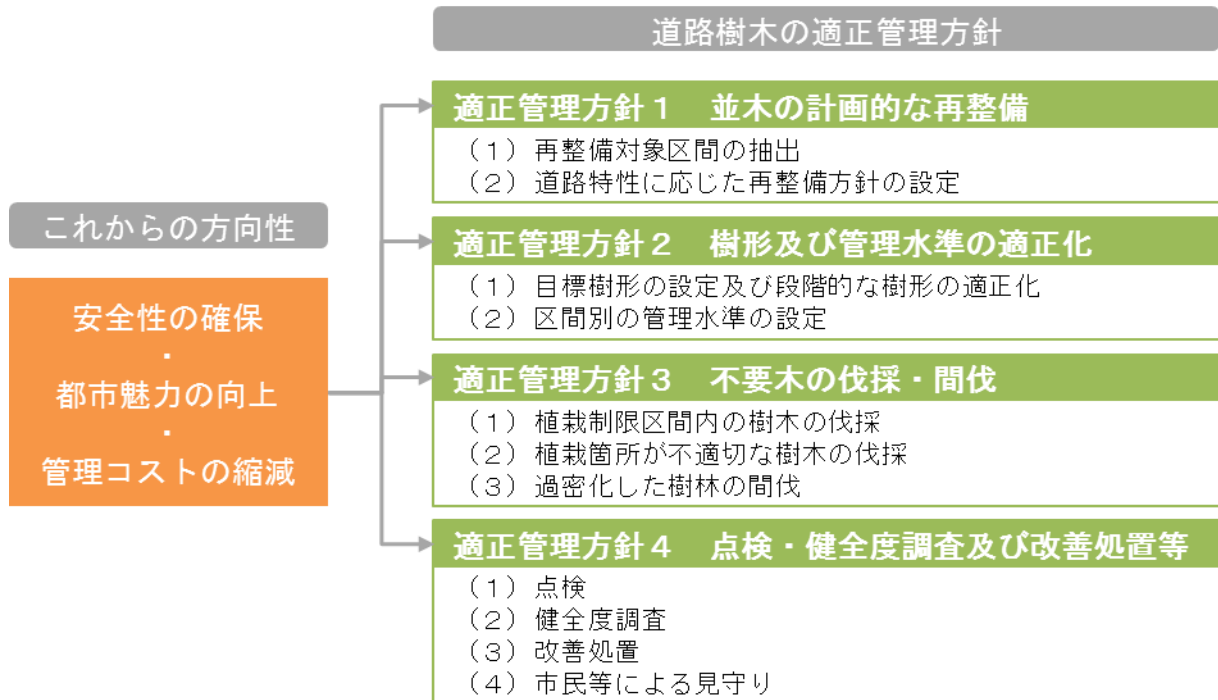 道路樹木の適正管理方針
これからの方向性
安全性の確保
・
都市魅力の向上
・
管理コストの縮減
適正管理方針１　並木の計画的な再整備
（１）再整備対象区間の抽出
（２）道路特性に応じた再整備方針の設定
適正管理方針２　樹形及び管理水準の適正化
（１）目標樹形の設定及び段階的な樹形の適正化
（２）区間別の管理水準の設定
適正管理方針３　不要木の伐採・間伐
（１）植栽制限区間内の樹木の伐採
（２）植栽箇所が不適切な樹木の伐採
（３）過密化した樹林の間伐
適正管理方針４　点検・健全度調査及び改善処置等
（１）点検
（２）健全度調査
（３）改善処置
（４）市民等による見守り